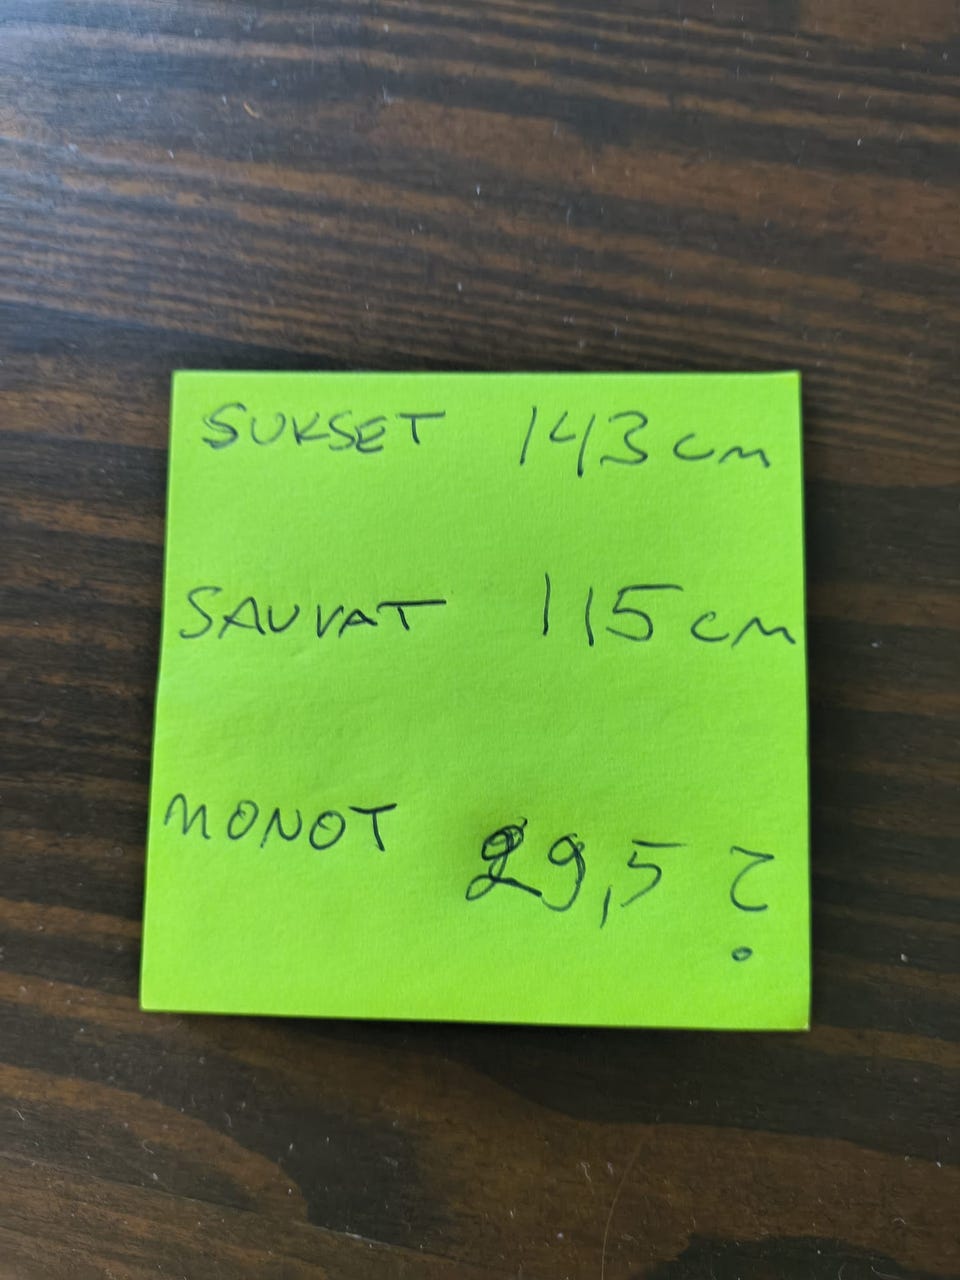 SUKSET 143 cm
SAUVAT 115 cm
MONOT 29,5 ?